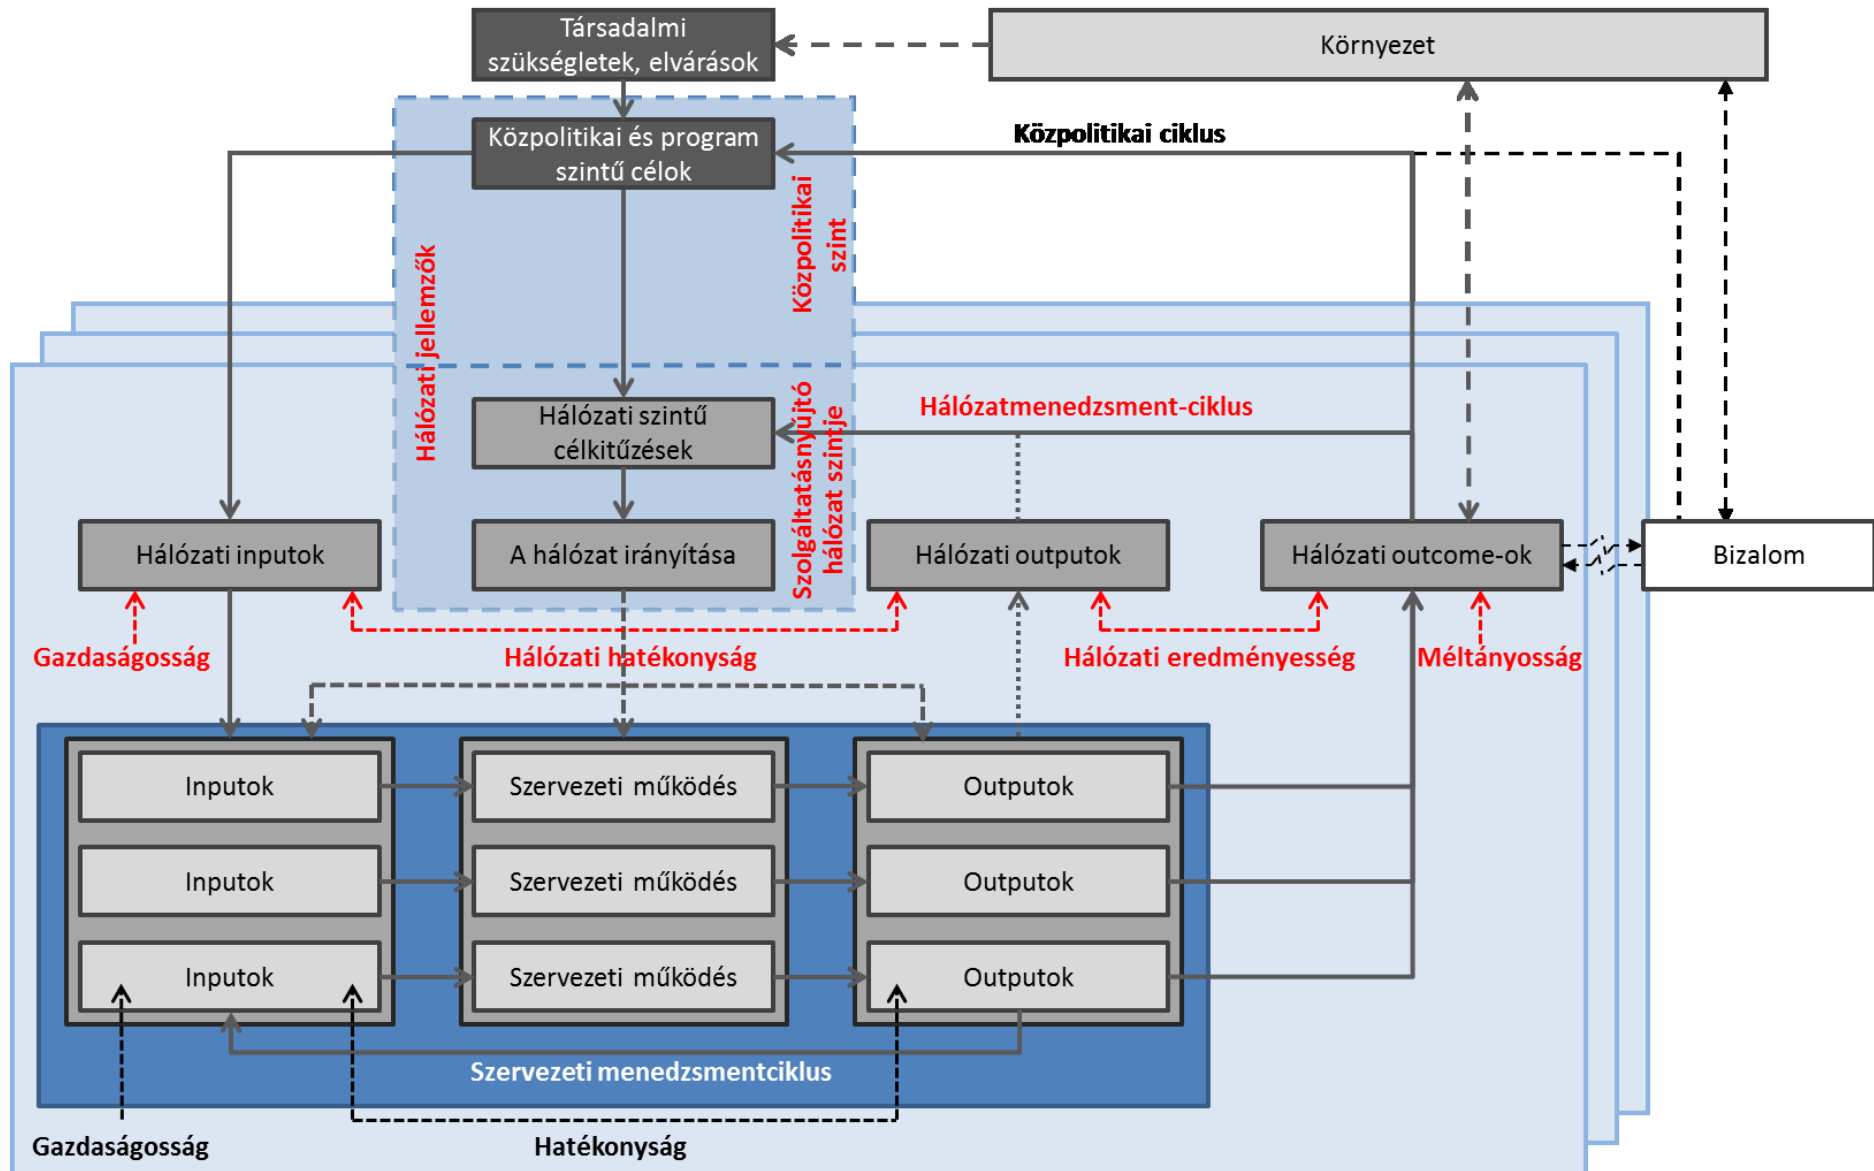 Társadalmi
szükségletek, elvárások
Környezet
Közpolitikai és program
szintű célok
Közpolitikai ciklus
Közpolitikai
szint
Hálózati jellemzők
Hálózati szintű
célkitűzések
Hálózatmenedzsment-ciklus
Szolgáltatásnyújtó
hálózat szintje
Hálózati inputok
A hálózat irányítása
Hálózati outputok
Hálózati outcome-ok
Bizalom
Gazdaságosság
Hálózati hatékonyság
Hálózati eredményesség
Méltányosság
Inputok
Szervezeti működés
Outputok
Inputok
Szervezeti működés
Outputok
Inputok
Szervezeti működés
Outputok
Szervezeti menedzsmentciklus
Gazdaságosság
Hatékonyság